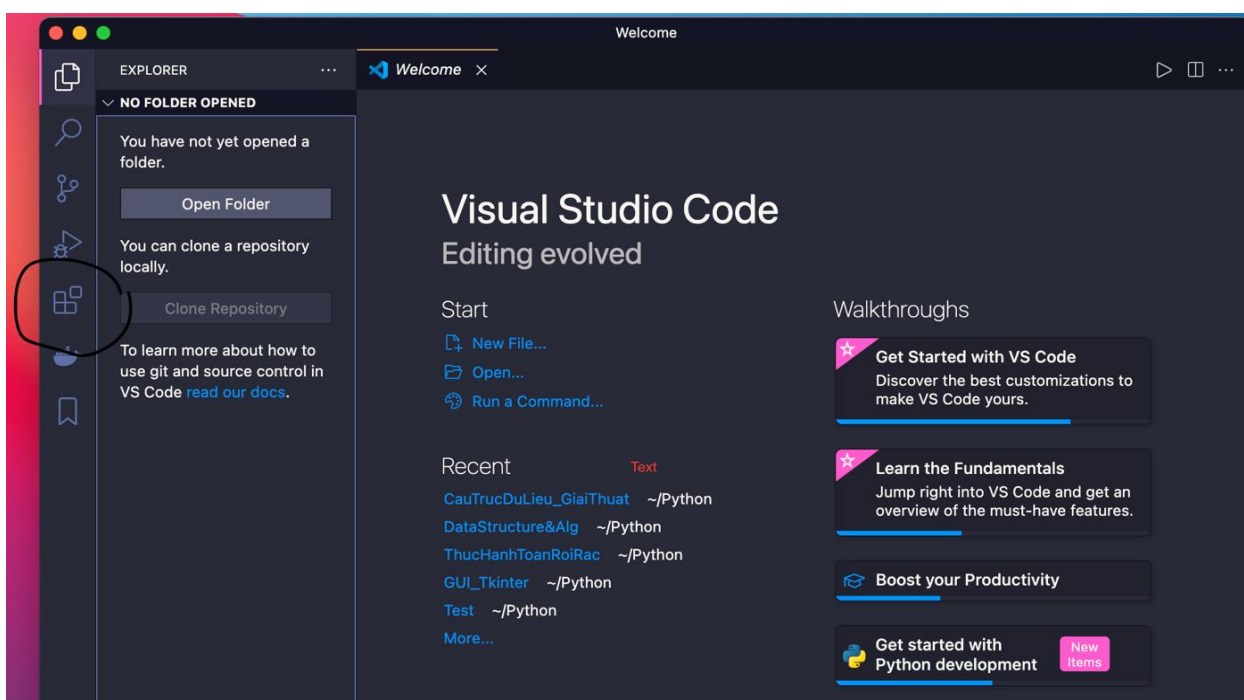 Welcome
EXPLORER ...
Welcome ×
...
NO FOLDER OPENED
You have not yet opened a
folder.
Open Folder
You can clone a repository
locally.
Clone Repository
To learn more about how to
use git and source control in
VS Code read our docs.
Visual Studio Code
Editing evolved
Start
New File...
Open...
Run a Command...
Recent
Text
CauTrucDuLieu_GiaiThuat ~/Python
DataStructure&Alg ~/Python
ThucHanhToanRoiRac ~/Python
GUI_Tkinter ~/Python
Test ~/Python
More...
Walkthroughs
Get Started with VS Code
Discover the best customizations to
make VS Code yours.
Learn the Fundamentals
Jump right into VS Code and get an
overview of the must-have features.
Boost your Productivity
Get started with
Python development
New
Items